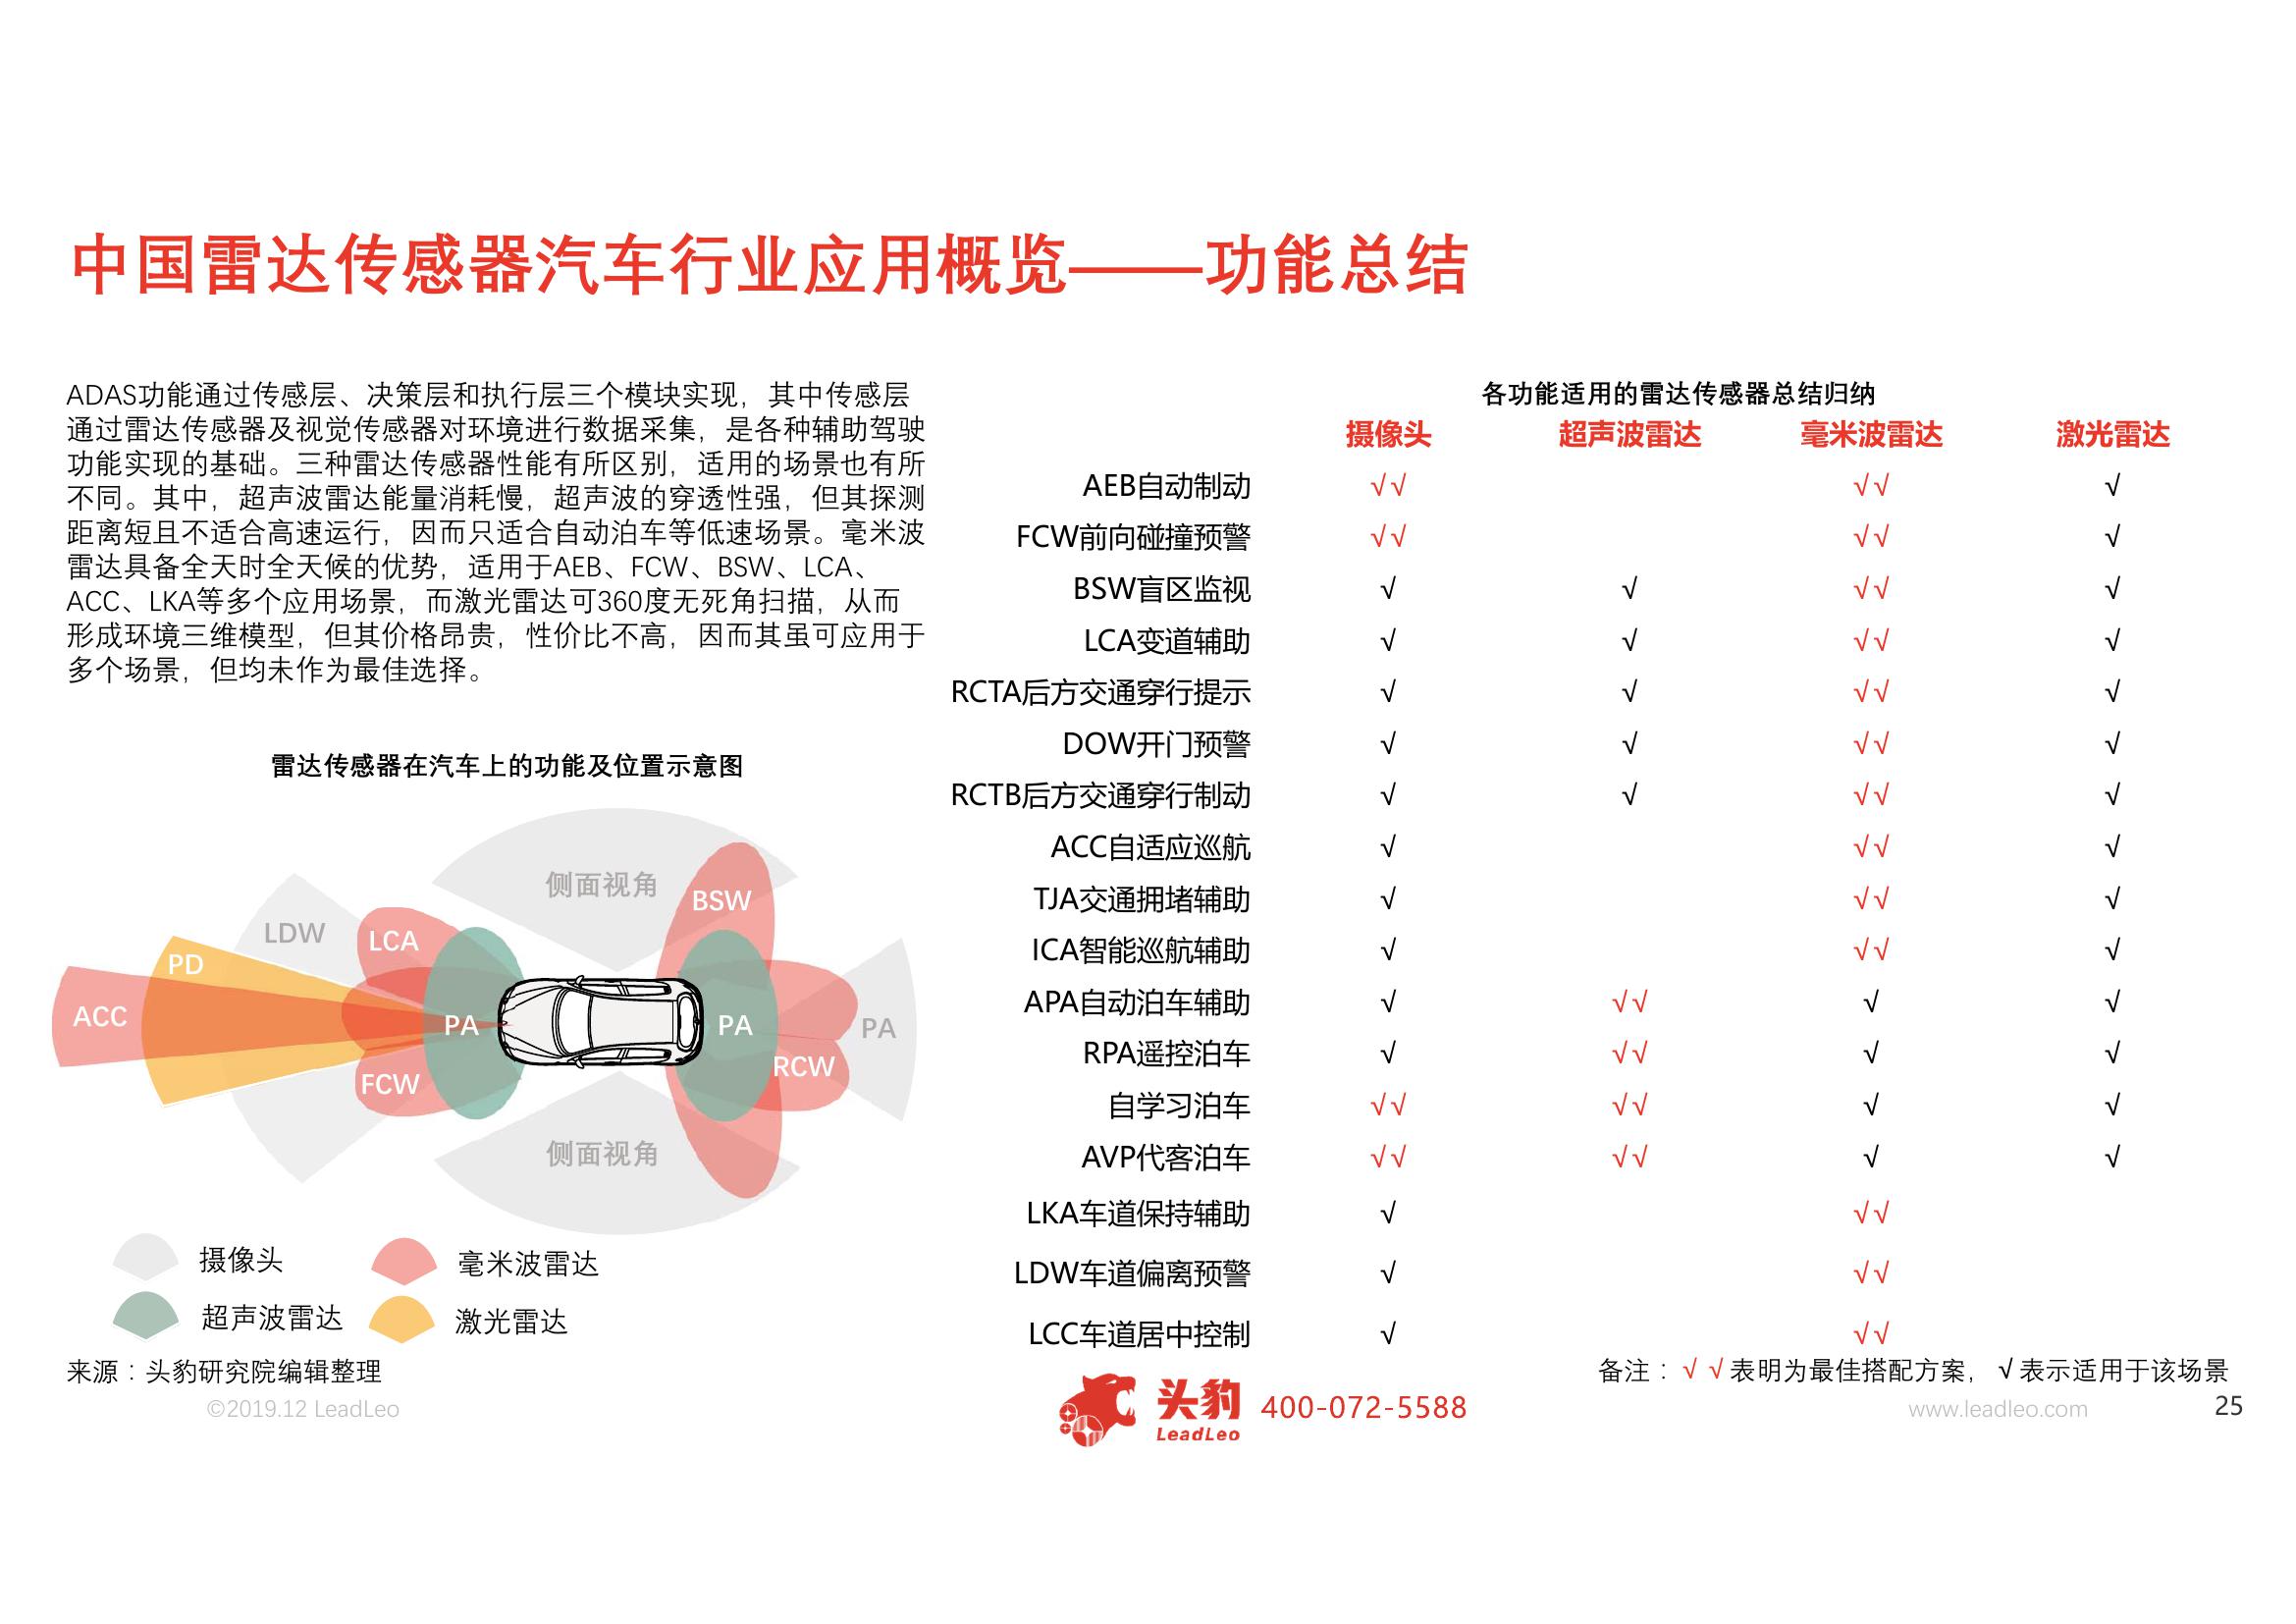 中国雷达传感器汽车行业应用概览——功能总结
ADAS功能通过传感层、决策层和执行层三个模块实现，其中传感层
通过雷达传感器及视觉传感器对环境进行数据采集，是各种辅助驾驶
功能实现的基础。三种雷达传感器性能有所区别，适用的场景也有所
不同。其中，超声波雷达能量消耗慢，超声波的穿透性强，但其探测
距离短且不适合高速运行，因而只适合自动泊车等低速场景。毫米波
雷达具备全天时全天候的优势，适用于AEB、FCW、BSW、LCA、
ACC、LKA等多个应用场景，而激光雷达可360度无死角扫描，从而
形成环境三维模型，但其价格昂贵，性价比不高，因而其虽可应用于
多个场景，但均未作为最佳选择。
雷达传感器在汽车上的功能及位置示意图
侧面视角
BSW
LDW
LCA
PD
ACC
PA
PA
PA
RCW
FCW
侧面视角
摄像头
毫米波雷达
超声波雷达
激光雷达
来源：头豹研究院编辑整理
各功能适用的雷达传感器总结归纳
摄像头 超声波雷达 毫米波雷达 激光雷达
AEB自动制动 √√ √√ √
FCW前向碰撞预警 √√ √√ √
BSW盲区监视 √ √ √√ √
LCA变道辅助 √ √ √√ √
RCTA后方交通穿行提示 √ √ √√ √
DOW开门预警 √ √ √√ √
RCTB后方交通穿行制动 √ √ √√ √
ACC自适应巡航 √ √√ √
TJA交通拥堵辅助 √ √√ √
ICA智能巡航辅助 √ √√ √
APA自动泊车辅助 √ √√ √ √
RPA遥控泊车 √ √√ √ √
自学习泊车 √√ √√ √ √
AVP代客泊车 √√ √√ √ √
LKA车道保持辅助 √ √√
LDW车道偏离预警 √ √√
LCC车道居中控制 √ √√
备注：√ √ 表明为最佳搭配方案，√ 表示适用于该场景
©2019.12 LeadLeo
头豹
LeadLeo
400-072-5588
www.leadleo.com
25